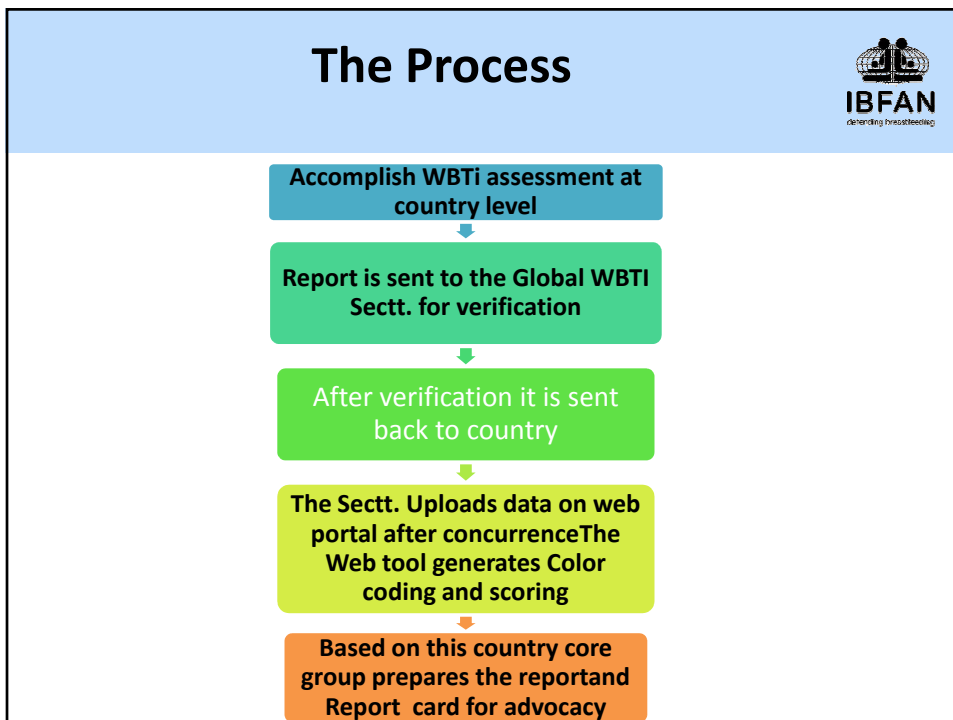 The Process
IBFAN
defending breastfeeding
Accomplish WBTi assessment at
country level
Report is sent to the Global WBTI
Sectt. for verification
After verification it is sent
back to country
The Sectt. Uploads data on web
portal after concurrenceThe
Web tool generates Color
coding and scoring
Based on this country core
group prepares the reportand
Report card for advocacy